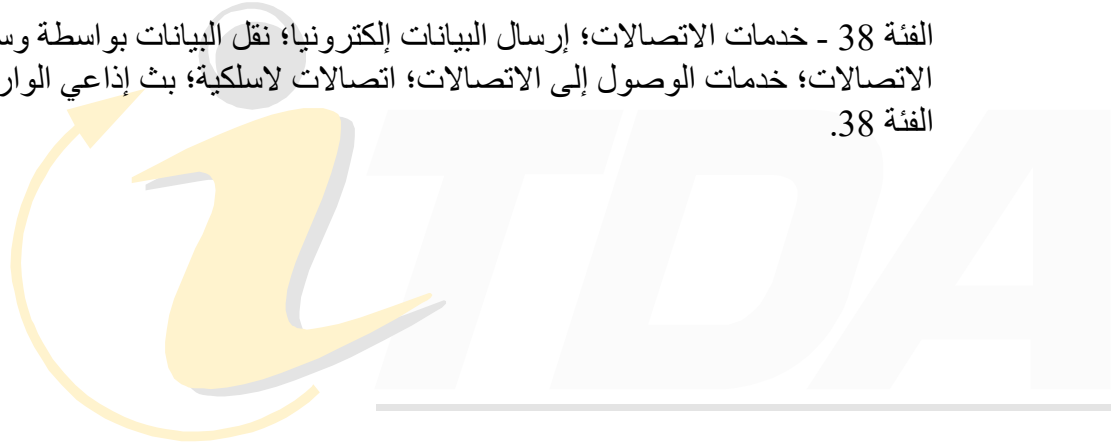 الفئة 38 - خدمات الاتصالات؛ إرسال البيانات إلكترونيا؛ نقل البيانات بواسطة
الاتصالات؛ خدمات الوصول إلى الاتصالات؛ اتصالات لاسلكية؛ بث إذاعي
الفئة 38.
iTDA